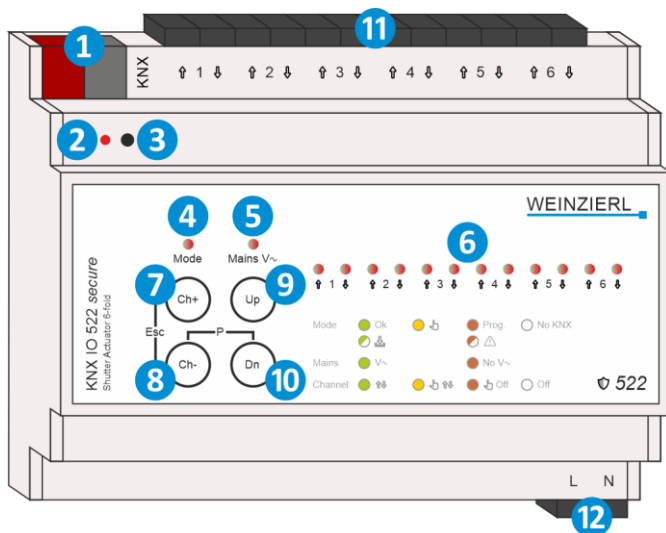 1
11
KNX
⇧ 1 ⇩ ⇧ 2 ⇩ ⇧ 3 ⇩ ⇧ 4 ⇩ ⇧ 5 ⇩ ⇧ 6 ⇩
2
3
WEINZIERL
4
5
6
Mode
Mains V~
⇧ 1 ⇩ ⇧ 2 ⇩ ⇧ 3 ⇩ ⇧ 4 ⇩ ⇧ 5 ⇩ ⇧ 6 ⇩
7
Ch+
Up
9
Esc
P
8
Ch-
Dn
10
Mode Ok Prog. No KNX
Mains V~ No V~
Channel Off Off
KNX IO 522 secure
Shutter Actuator 6-fold
522
L N
12